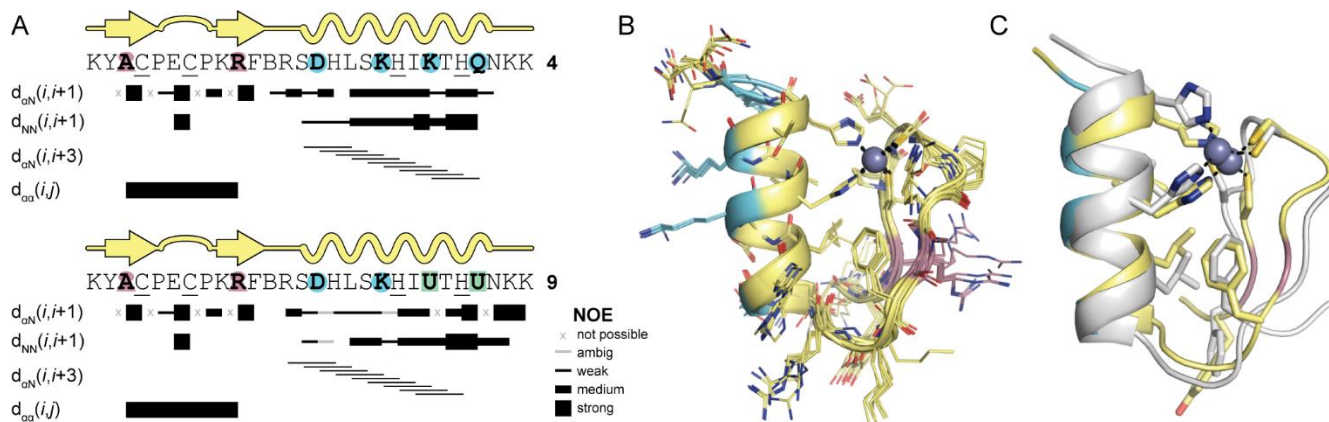 A
B
C
KYACPECPKRFBRSDHLSKHIKTHQNKK 4
dαN(i,i+1)
x x x x
dNN(i,i+1)
dαN(i,i+3)
dαα(i,j)
KYACPECPKRFBRSDHLSKHIUTHUNKK 9
dαN(i,i+1)
x x x x x x
dNN(i,i+1)
dαN(i,i+3)
dαα(i,j)
NOE
x not possible
ambig
weak
medium
strong